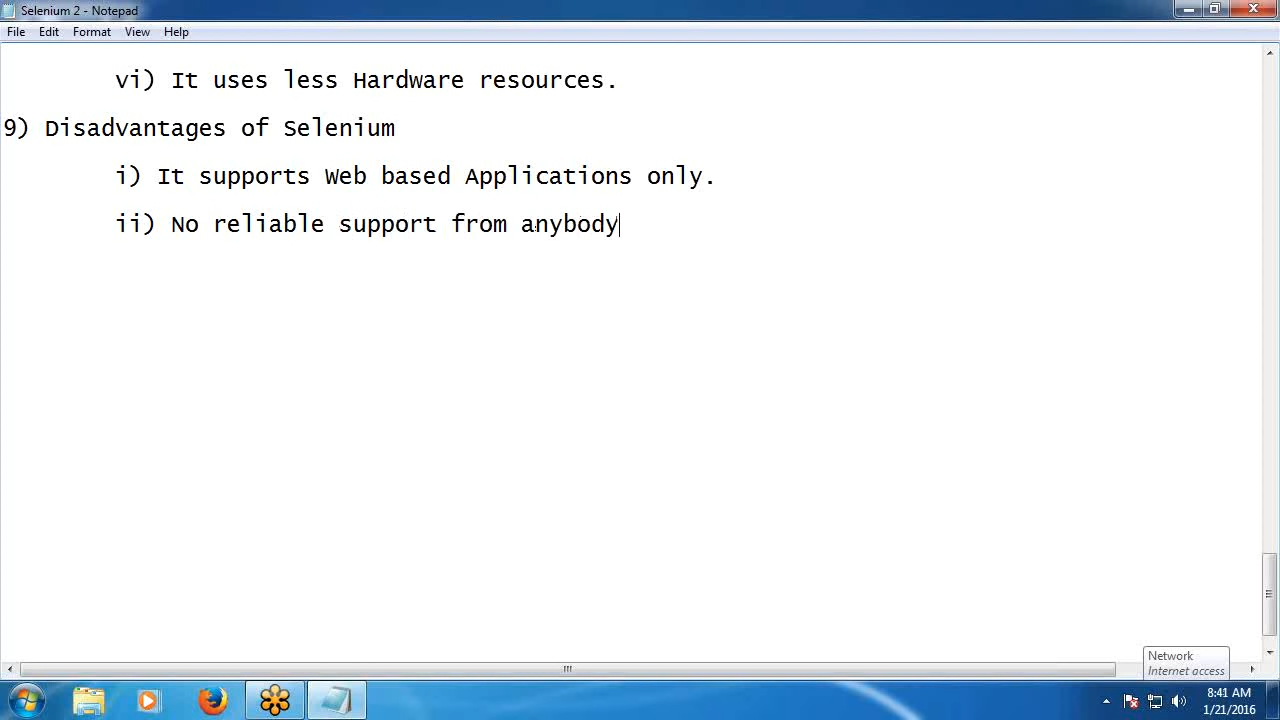 Selenium 2 - Notepad
File Edit Format View Help
vi) It uses less Hardware resources.
9) Disadvantages of Selenium
i) It supports Web based Applications only.
ii) No reliable support from anybody
Network
Internet access
8:41 AM
1/21/2016